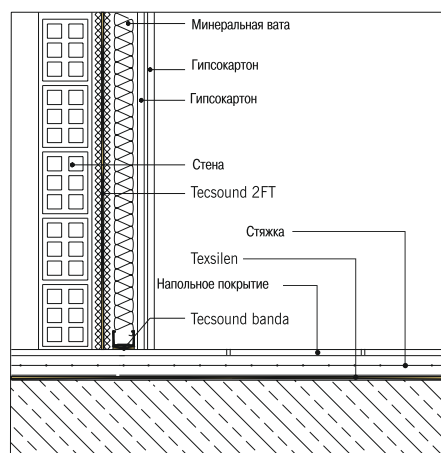 Минеральная вата
Гипсокартон
Гипсокартон
Стена
Tecsound 2FT
Стяжка
Texsilen
Напольное покрытие
Tecsound banda